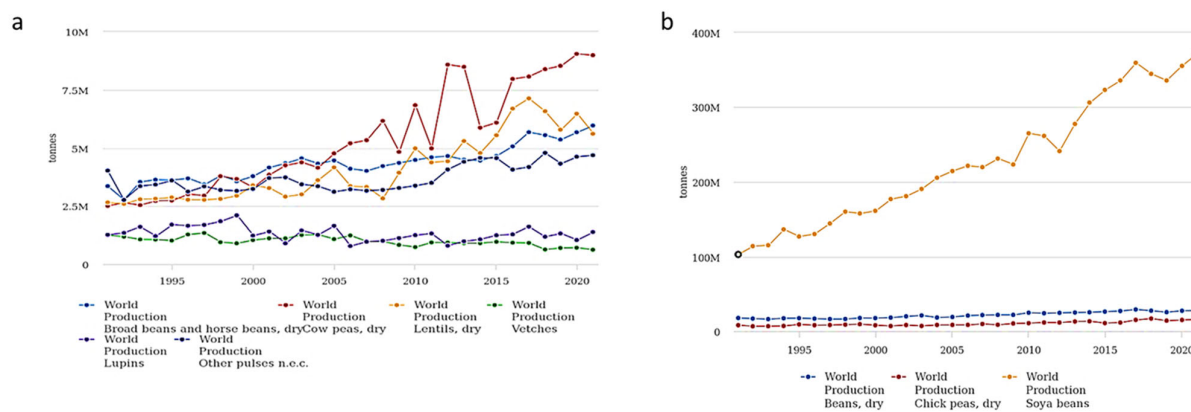 a
10M
7.5M
5M
2.5M
0
tonnes
1995 2000 2005 2010 2015 2020
World World World World
Production Production Production Production
Broad beans and horse beans, dry Cow peas, dry Lentils, dry Vetches
World World
Production Production
Lupins Other pulses n.e.c.
b
400M
300M
200M
100M
0
tonnes
1995 2000 2005 2010 2015 2020
World World World
Production Production Production
Beans, dry Chick peas, dry Soya beans